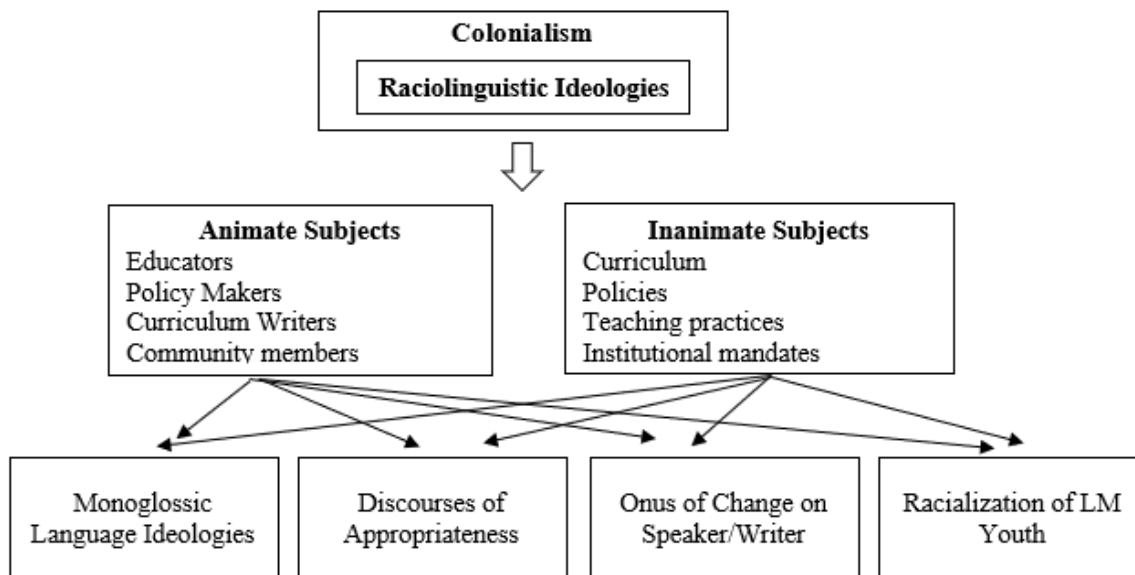 Colonialism
Raciolinguistic Ideologies
Animate Subjects
Educators
Policy Makers
Curriculum Writers
Community members
Inanimate Subjects
Curriculum
Policies
Teaching practices
Institutional mandates
Monoglossic
Language Ideologies
Discourses of
Appropriateness
Onus of Change on
Speaker/Writer
Racialization of LM
Youth